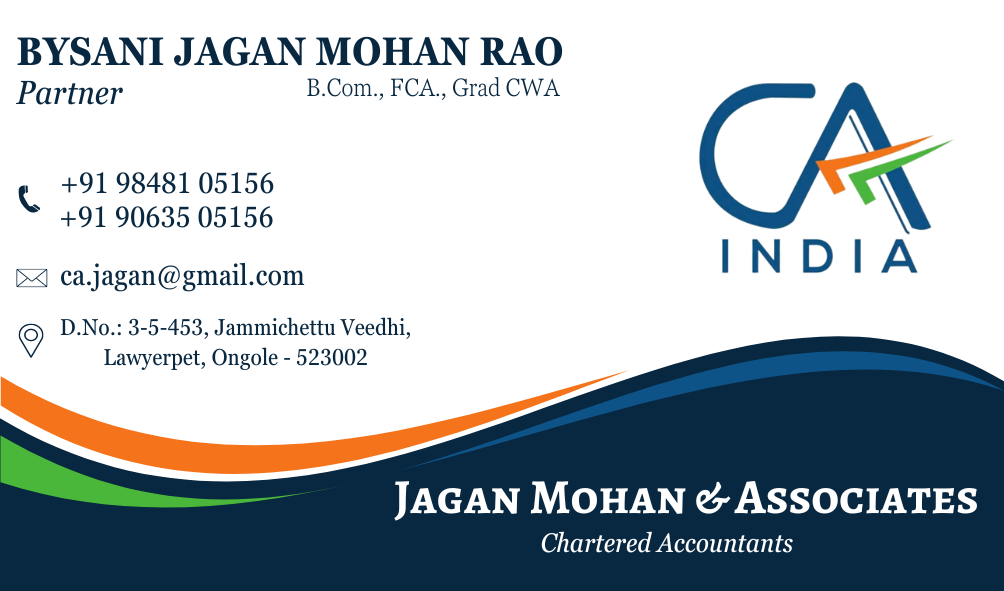 BYSANI JAGAN MOHAN RAO
Partner
B.Com., FCA., Grad CWA
+91 98481 05156
+91 90635 05156
ca.jagan@gmail.com
D.No.: 3-5-453, Jammichettu Veedhi,
Lawyerpet, Ongole - 523002
CA
INDIA
JAGAN MOHAN & ASSOCIATES
Chartered Accountants